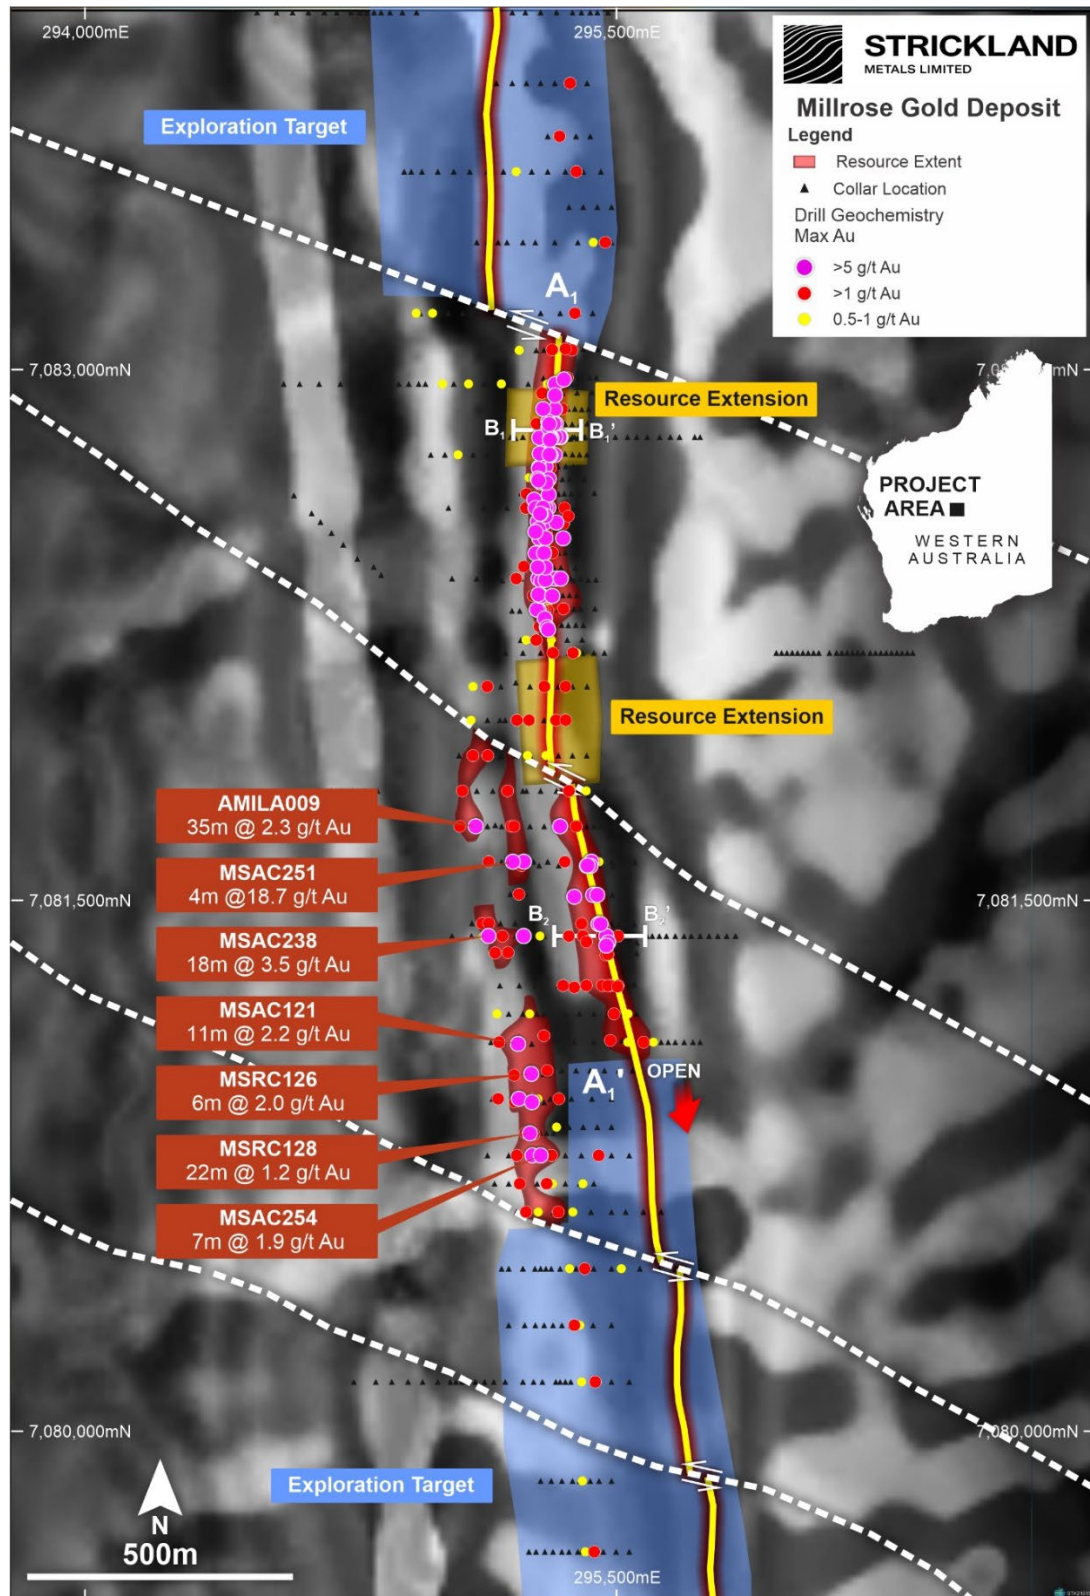 294,000mE
295,500mE
STRICKLAND
METALS LIMITED
Millrose Gold Deposit
Legend
Resource Extent
Collar Location
Drill Geochemistry
Max Au
>5 g/t Au
>1 g/t Au
0.5-1 g/t Au
Exploration Target
A1
7,083,000mN
Resource Extension
B1
B1'
PROJECT
AREA
WESTERN
AUSTRALIA
Resource Extension
AMILA009
35m @ 2.3 g/t Au
MSAC251
4m @18.7 g/t Au
7,081,500mN
7,081,500mN
B2
B2'
MSAC238
18m @ 3.5 g/t Au
MSAC121
11m @ 2.2 g/t Au
A1'
OPEN
MSRC126
6m @ 2.0 g/t Au
MSRC128
22m @ 1.2 g/t Au
MSAC254
7m @ 1.9 g/t Au
7,080,000mN
7,080,000mN
Exploration Target
N
500m
295,500mE